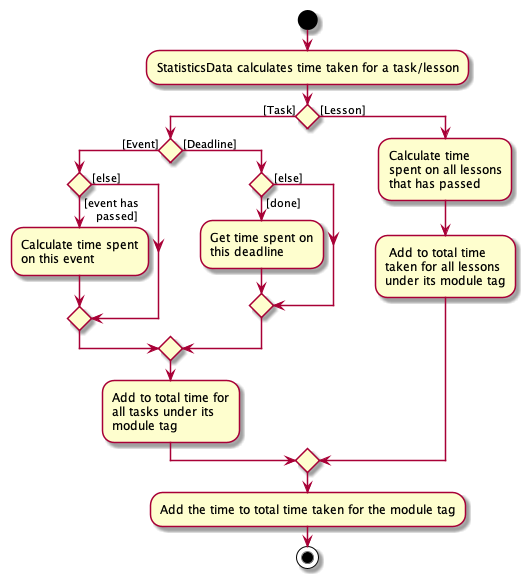 StatisticsData calculates time taken for a task/lesson
[Task]
[Lesson]
[Event]
[Deadline]
Calculate time
spent on all lessons
that has passed
[else]
[event has
passed]
[else]
[done]
Calculate time spent
on this event
Get time spent on
this deadline
Add to total time
taken for all lessons
under its module tag
Add to total time for
all tasks under its
module tag
Add the time to total time taken for the module tag